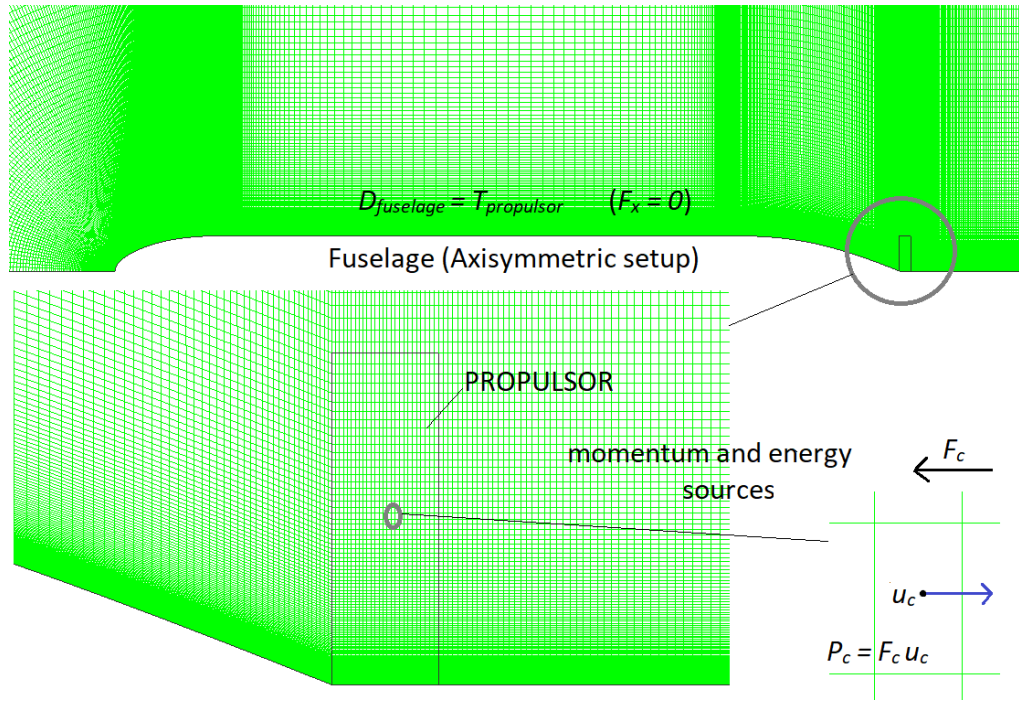 D_fuselage = T_propulsor (F_x = 0)
Fuselage (Axisymmetric setup)
PROPULSOR
momentum and energy
sources
F_c
u_c
P_c = F_c u_c